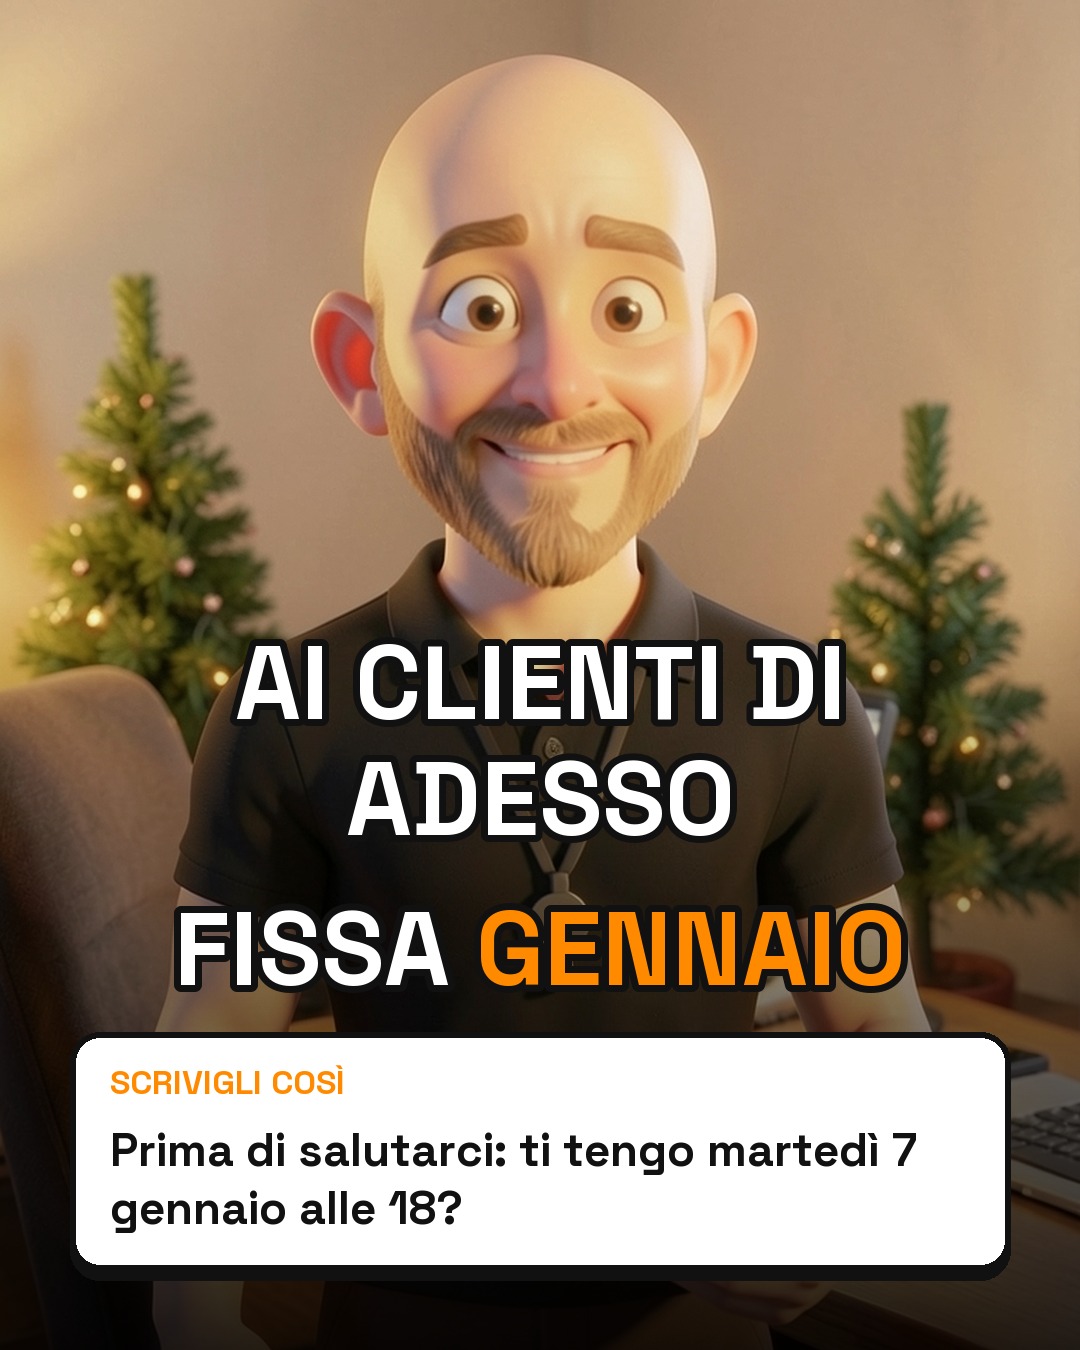 AI CLIENTI DI
ADESSO
FISSA GENNAIO
SCRIVIGLI COSÌ
Prima di salutarci: ti tengo martedì 7
gennaio alle 18?